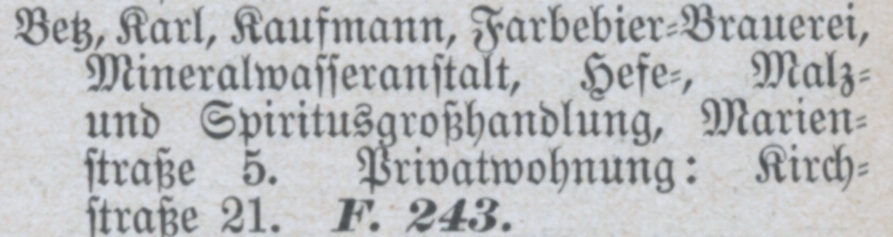 Betz, Karl, Kaufmann, Farbebier-Brauerei,
Mineralwasseranstalt, Hefe-, Malz-
und Spiritusgroßhandlung, Marien-
straße 5. Privatwohnung: Kirch-
straße 21. F. 243.